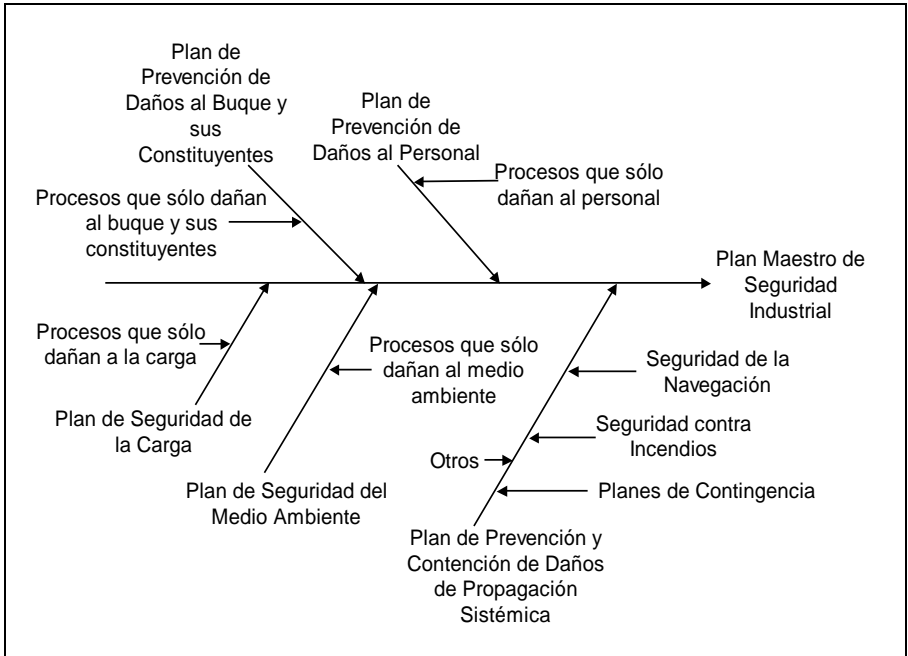 Plan de
Prevención de
Daños al Buque y
sus
Constituyentes
Plan de
Prevención de
Daños al Personal
Procesos que sólo
dañan al personal
Procesos que sólo dañan
al buque y sus
constituyentes
Plan Maestro de
Seguridad
Industrial
Procesos que sólo
dañan a la carga
Procesos que sólo
dañan al medio
ambiente
Seguridad de la
Navegación
Plan de Seguridad de
la Carga
Seguridad contra
Incendios
Otros
Planes de Contingencia
Plan de Seguridad del
Medio Ambiente
Plan de Prevención y
Contención de Daños
de Propagación
Sistémica